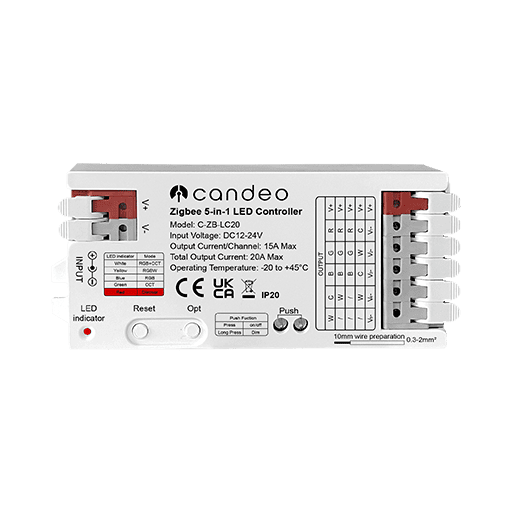 candeo
Zigbee 5-in-1 LED Controller
Model: C-ZB-LC20
Input Voltage: DC12-24V
Output Current/Channel: 15A Max
Total Output Current: 20A Max
Operating Temperature: -20 to +45°C
CE UK CA IP20
V+
V-
INPUT
LED indicator Mode
White RGB+CCT
Yellow RGBW
Blue RGB
Green CCT
Red
LED
indicator
Reset
Opt
Push Fuction
Press on/off
Long Press Dim
Push
OUTPUT
V+ V+ V+ V+ V+
R R R / V-
G G G / V-
B B B C V-
C W / W V-
W / / / V-
10mm wire preparation
0.3-2mm²